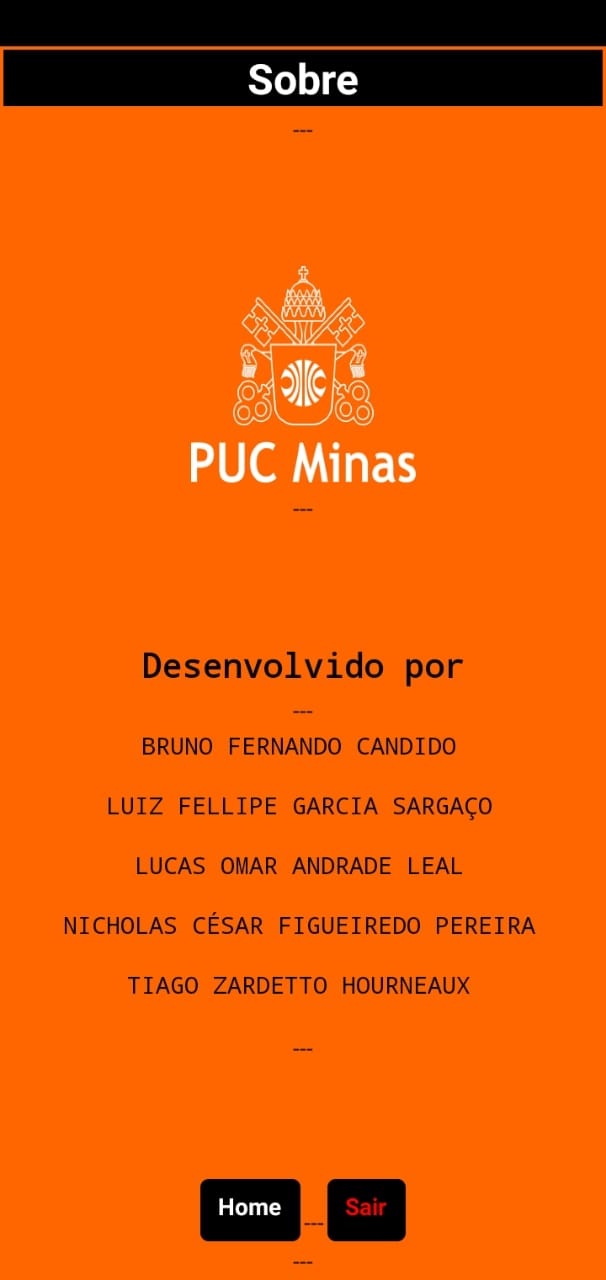 Sobre
---
PUC Minas
---
Desenvolvido por
---
BRUNO FERNANDO CANDIDO
LUIZ FELLIPE GARCIA SARGAÇO
LUCAS OMAR ANDRADE LEAL
NICHOLAS CÉSAR FIGUEIREDO PEREIRA
TIAGO ZARDETTO HOURNEAUX
---
Home --- Sair
---